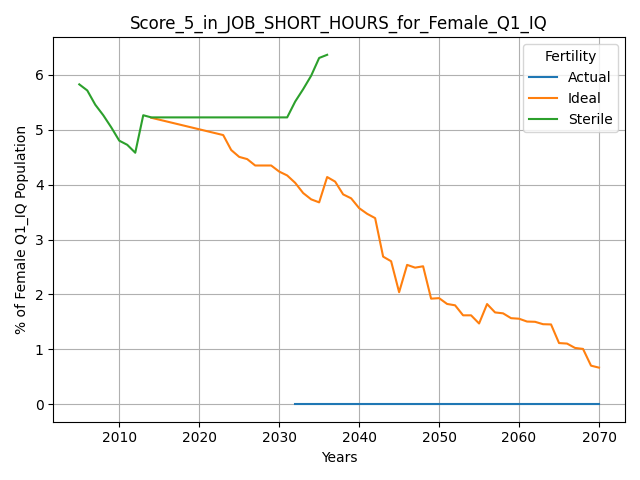 Score_5_in_JOB_SHORT_HOURS_for_Female_Q1_IQ
% of Female Q1_IQ Population
6
5
4
3
2
1
0
Fertility
Actual
Ideal
Sterile
2010 2020 2030 2040 2050 2060 2070
Years